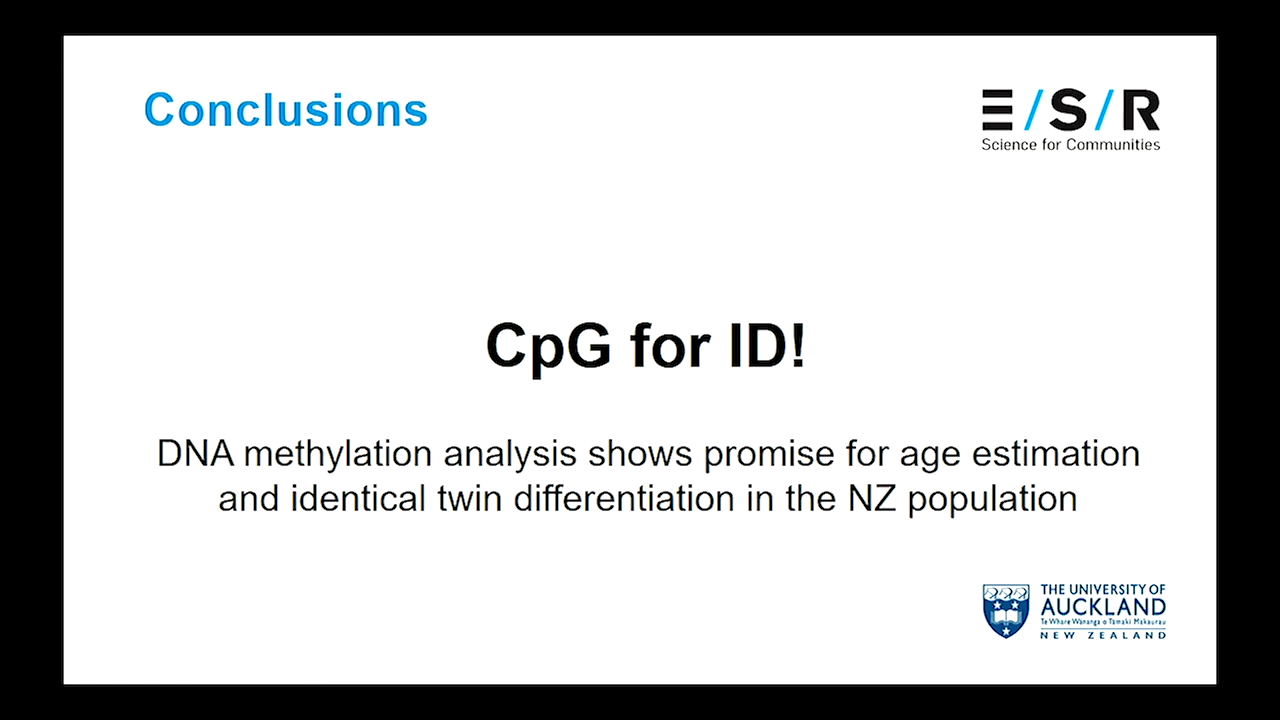 Conclusions
E/S/R
Science for Communities
CpG for ID!
DNA methylation analysis shows promise for age estimation
and identical twin differentiation in the NZ population
THE UNIVERSITY OF
AUCKLAND
Te Whare Wānanga o Tāmaki Makaurau
NEW ZEALAND